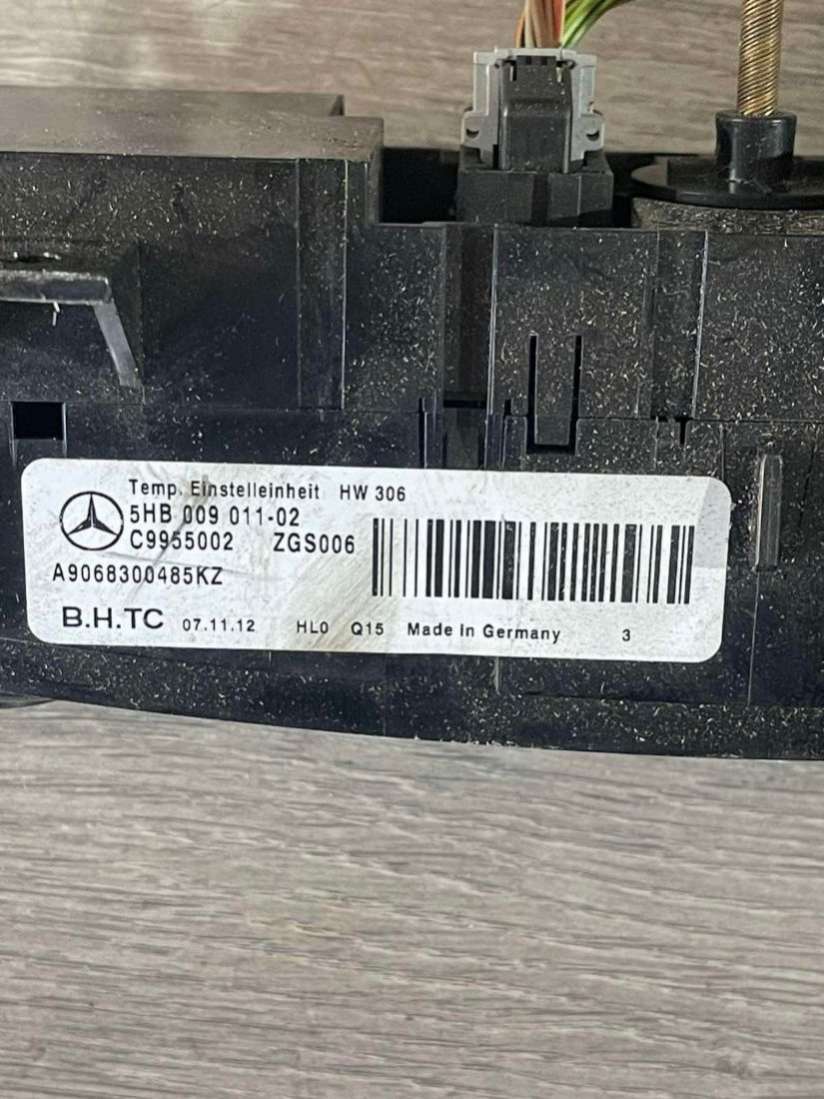 Temp. Einstelleinheit HW 306
5HB 009 011-02
C9955002 ZGS006
A9068300485KZ
B.H.TC 07.11.12 HL0 Q15 Made in Germany 3